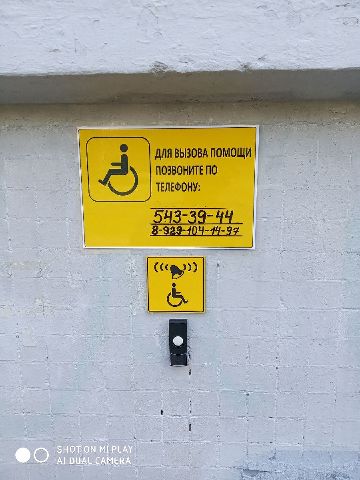 ДЛЯ ВЫЗОВА ПОМОЩИ
ПОЗВОНИТЕ ПО
ТЕЛЕФОНУ:
543-39-44
8-929-104-14-97
SHOT ON MI PLAY
AI DUAL CAMERA